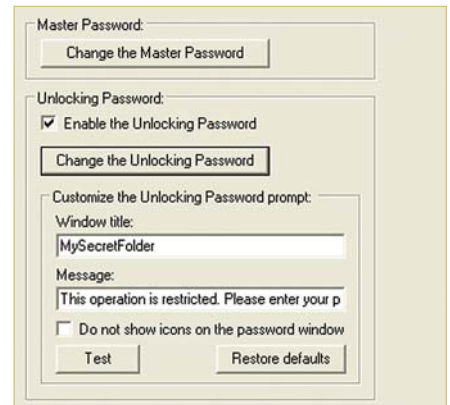 Master Password:
Change the Master Password
Unlocking Password:
Enable the Unlocking Password
Change the Unlocking Password
Customize the Unlocking Password prompt:
Window title:
MySecretFolder
Message:
This operation is restricted. Please enter your p
Do not show icons on the password window
Test Restore defaults